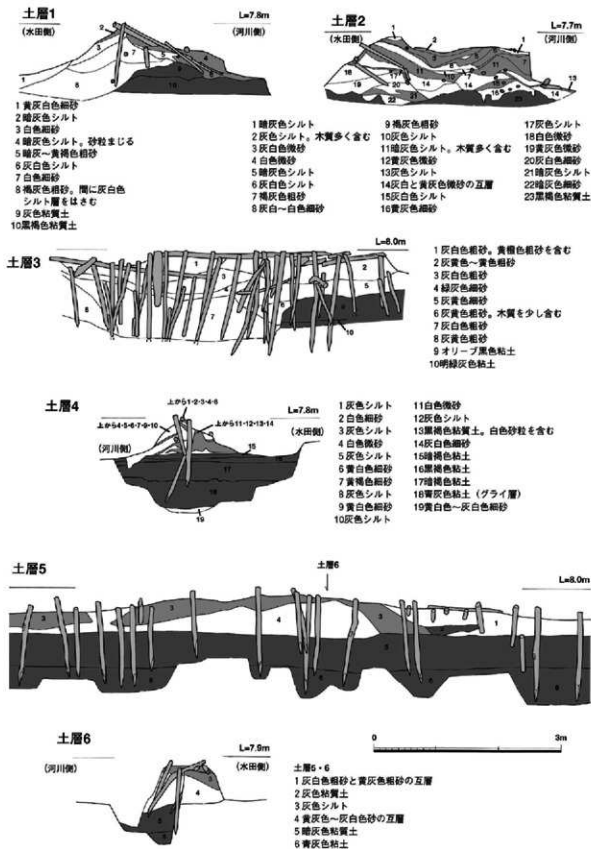 土層1
L=7.8m
(水田側)
(河川側)
1 黄灰白色細砂
2 暗灰色シルト
3 白色細砂
4 暗灰色シルト。砂粒まじる
5 暗灰~黄褐色粗砂
6 灰白色シルト
7 白色細砂
8 褐灰色粗砂。間に灰白色
シルト層をはさむ
9 灰色粘質土
10 黒褐色粘質土
土層2
L=7.7m
(水田側)
(河川側)
1 暗灰色シルト
2 灰色シルト。木質多く含む
3 灰白色微砂
4 白色微砂
5 暗灰色シルト
6 灰白色シルト
7 褐灰色粗砂
8 灰白~白色細砂
9 褐灰色粗砂
10 灰色シルト
11 暗灰色シルト。木質多く含む
12 黄灰色微砂
13 灰色シルト
14 灰白と黄灰色微砂の互層
15 灰白色シルト
16 黄灰色細砂
17 灰色シルト
18 白色微砂
19 黄灰色微砂
20 灰白色細砂
21 暗灰色シルト
22 暗灰色細砂
23 黒褐色粘質土
土層3
L=8.0m
1 灰白色粗砂。黄橙色粗砂を含む
2 灰黄色~黄色粗砂
3 灰白色粗砂
4 緑灰色細砂
5 灰黄色細砂
6 灰黄色粗砂。木質を少し含む
7 灰白色粗砂
8 灰黄色粗砂
9 オリーブ黒色粘土
10 明緑灰色粘土
土層4
上から1・2・3・4・6
上から4・5・6・7・9・10
上から11・12・13・14
L=7.8m
(河川側)
(水田側)
1 灰色シルト
2 白色細砂
3 灰色シルト
4 白色微砂
5 灰色シルト
6 黄白色細砂
7 黄褐色細砂
8 灰色シルト
9 黄白色細砂
10 灰色シルト
11 白色微砂
12 灰色シルト
13 黒褐色粘質土。白色砂粒を含む
14 灰白色細砂
15 暗褐色粘土
16 黒褐色粘土
17 暗褐色粘土
18 青灰色粘土(グライ層)
19 黄白色~灰白色細砂
土層5
土層6
L=8.0m
土層6
L=7.9m
(河川側)
(水田側)
0
3m
土層5・6
1 灰白色粗砂と黄灰色粗砂の互層
2 灰色粘質土
3 灰色シルト
4 黄灰色~灰白色砂の互層
5 暗灰色粘質土
6 青灰色粘土